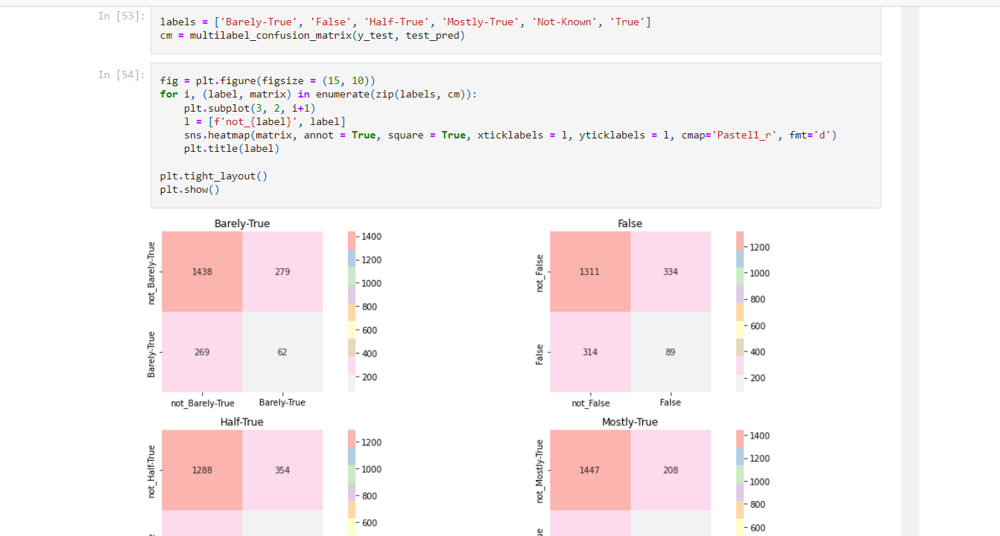 In [53]:
labels = ['Barely-True', 'False', 'Half-True', 'Mostly-True', 'Not-Known', 'True']
cm = multilabel_confusion_matrix(y_test, test_pred)
In [54]:
fig = plt.figure(figsize = (15, 10))
for i, (label, matrix) in enumerate(zip(labels, cm)):
    plt.subplot(3, 2, i+1)
    l = [f'not_{label}', label]
    sns.heatmap(matrix, annot = True, square = True, xticklabels = l, yticklabels = l, cmap='Pastel1_r', fmt='d')
    plt.title(label)
plt.tight_layout()
plt.show()
Barely-True
not_Barely-True
Barely-True
1438 279
269 62
not_Barely-True Barely-True
1400
1200
1000
800
600
400
200
False
not_False
False
1311 334
314 89
not_False False
1200
1000
800
600
400
200
Half-True
not_Half-True
1288 354
1200
1000
800
600
Mostly-True
not_Mostly-True
1447 208
1400
1200
1000
800
600